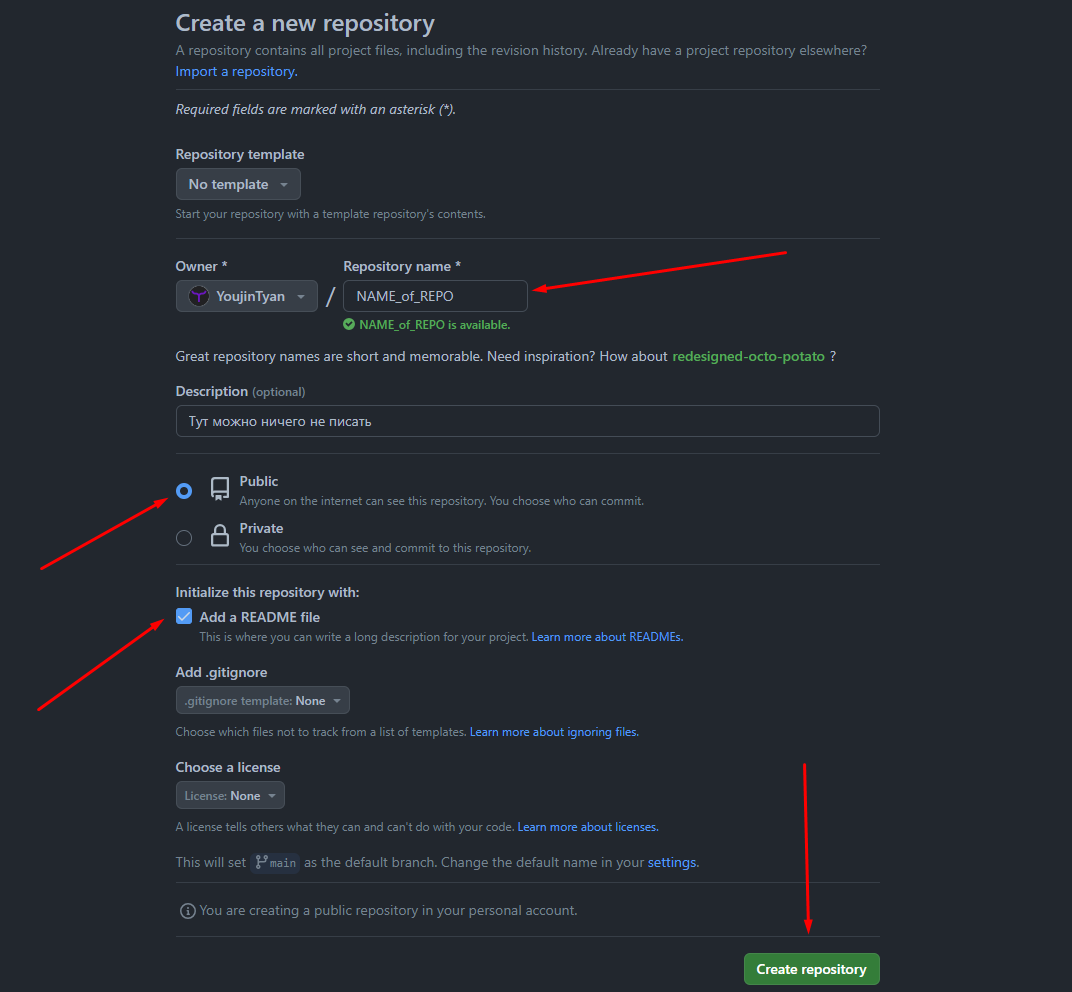 Create a new repository
A repository contains all project files, including the revision history. Already have a project repository elsewhere?
Import a repository.
Required fields are marked with an asterisk (*).
Repository template
No template
Start your repository with a template repository's contents.
Owner *
Repository name *
YoujinTyan
/
NAME_of_REPO
NAME_of_REPO is available.
Great repository names are short and memorable. Need inspiration? How about redesigned-octo-potato ?
Description (optional)
Тут можно ничего не писать
Public
Anyone on the internet can see this repository. You choose who can commit.
Private
You choose who can see and commit to this repository.
Initialize this repository with:
Add a README file
This is where you can write a long description for your project. Learn more about READMEs.
Add .gitignore
.gitignore template: None
Choose which files not to track from a list of templates. Learn more about ignoring files.
Choose a license
License: None
A license tells others what they can and can't do with your code. Learn more about licenses.
This will set main as the default branch. Change the default name in your settings.
You are creating a public repository in your personal account.
Create repository